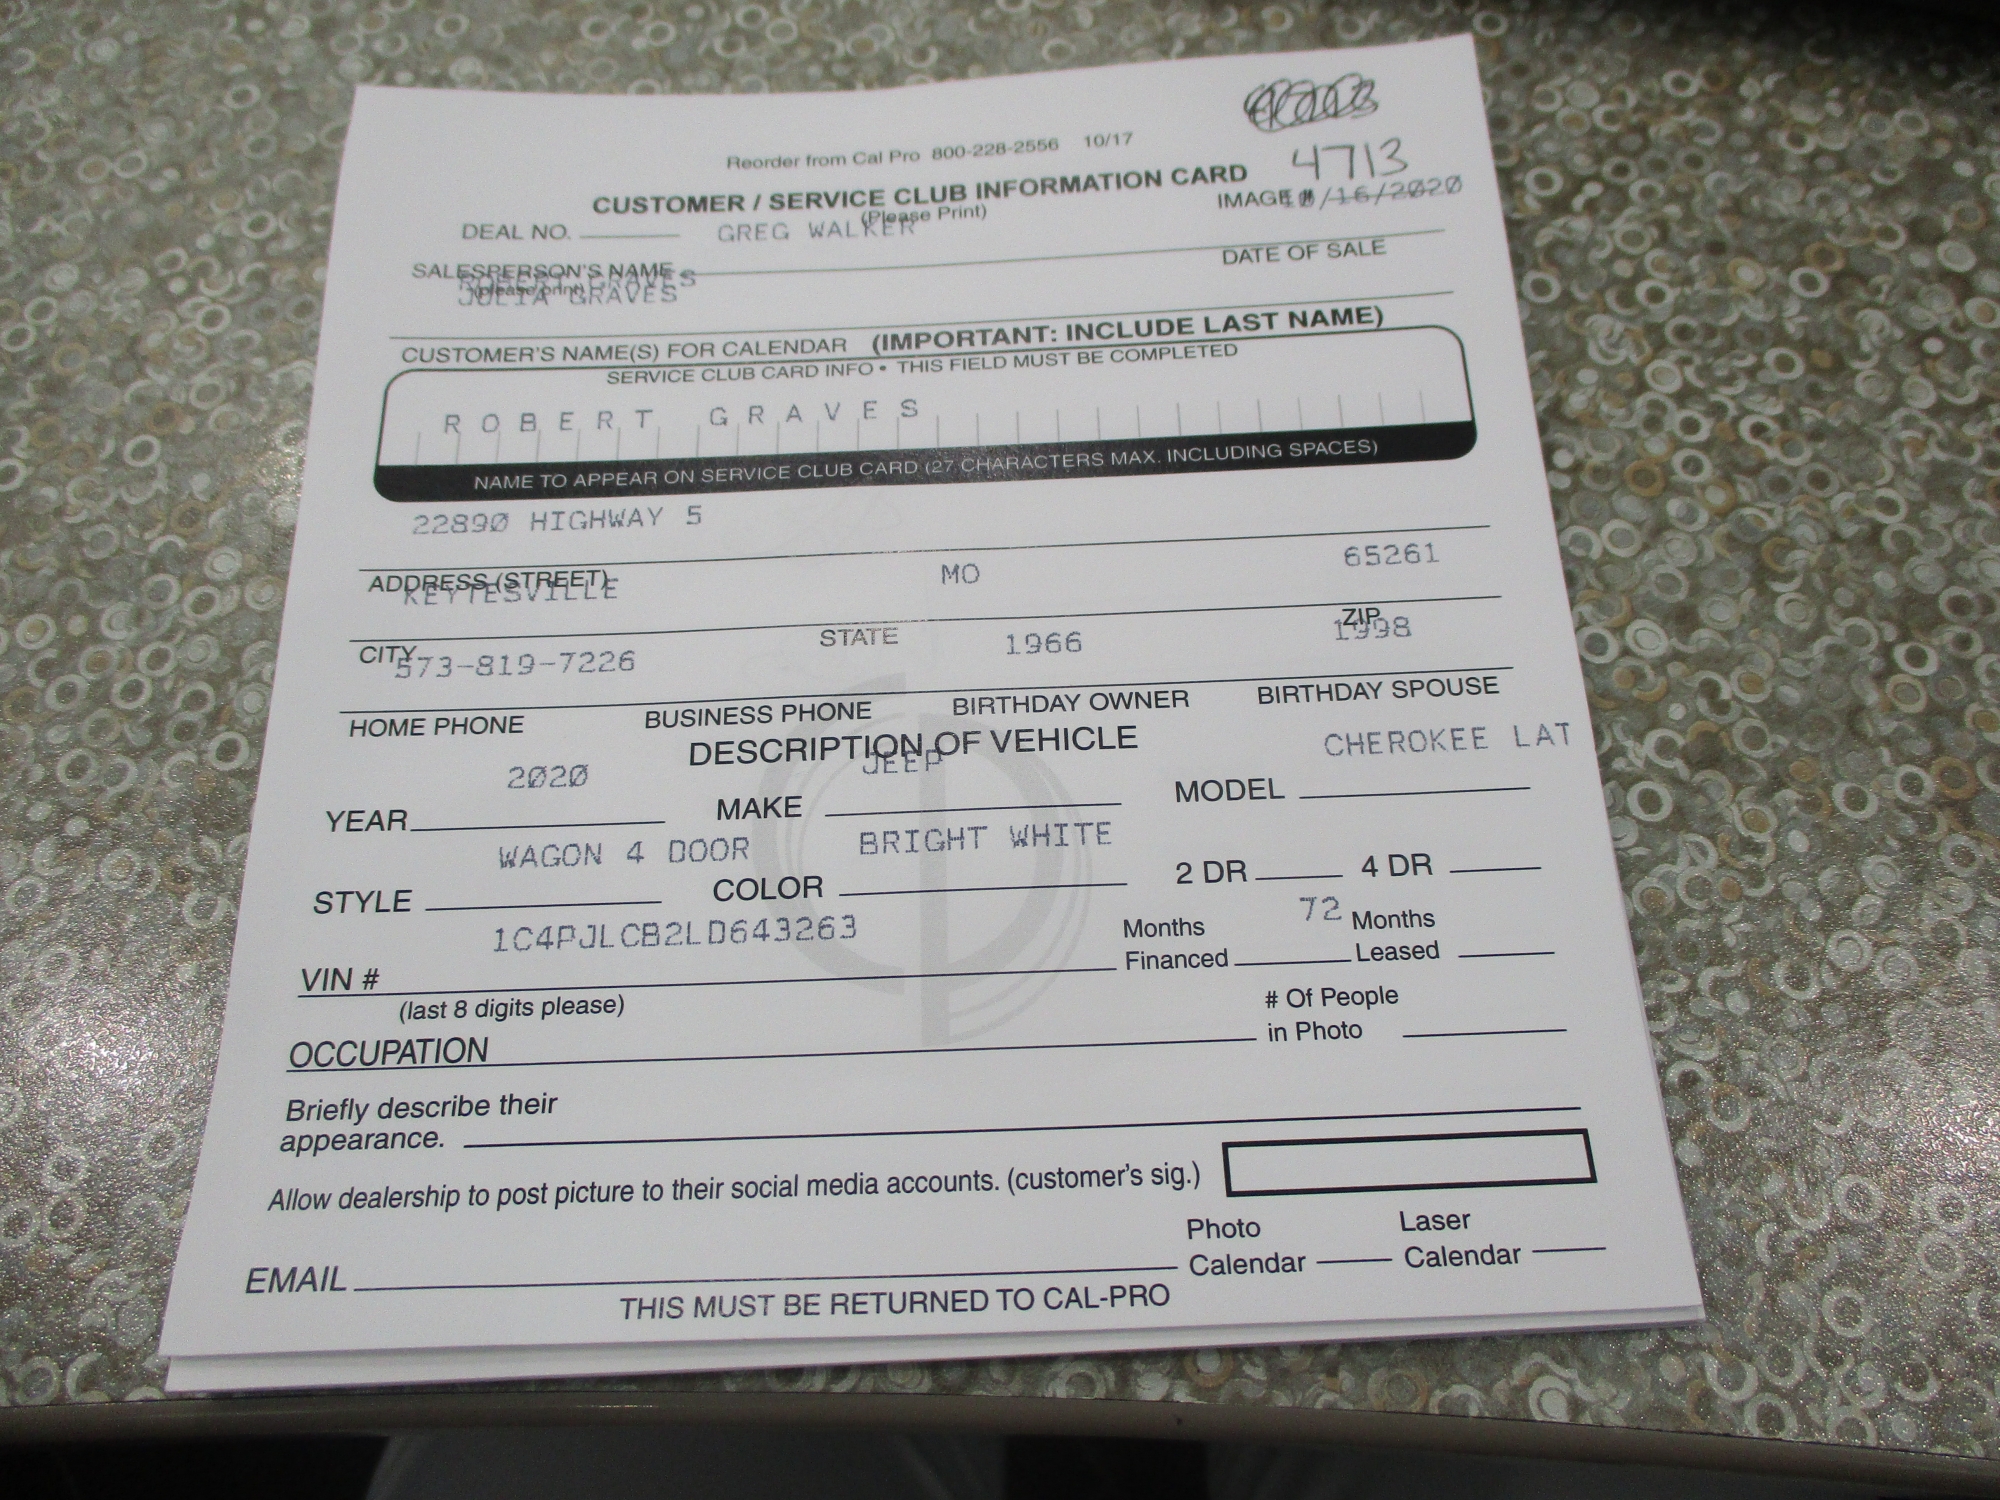 Reorder from Cal Pro 800-228-2556 10/17
4713
CUSTOMER / SERVICE CLUB INFORMATION CARD
(Please Print)
IMAGE # 10/16/2020
DEAL NO. GREG WALKER
SALESPERSON'S NAME DATE OF SALE
(please print)
ROBERT GRAVES
JULIA GRAVES
CUSTOMER'S NAME(S) FOR CALENDAR (IMPORTANT: INCLUDE LAST NAME)
SERVICE CLUB CARD INFO • THIS FIELD MUST BE COMPLETED
ROBERT GRAVES
NAME TO APPEAR ON SERVICE CLUB CARD (27 CHARACTERS MAX. INCLUDING SPACES)
22890 HIGHWAY 5
ADDRESS (STREET)
KEYTESVILLE MO 65261
CITY STATE ZIP
573-819-7226 1966 1998
HOME PHONE BUSINESS PHONE BIRTHDAY OWNER BIRTHDAY SPOUSE
DESCRIPTION OF VEHICLE
2020 JEEP CHEROKEE LAT
YEAR MAKE MODEL
WAGON 4 DOOR BRIGHT WHITE
STYLE COLOR 2 DR 4 DR
1C4PJLCB2LD643263 72
VIN # Months Financed Months Leased
(last 8 digits please)
OCCUPATION # Of People in Photo
Briefly describe their
appearance.
Allow dealership to post picture to their social media accounts. (customer's sig.)
EMAIL Photo Calendar Laser Calendar
THIS MUST BE RETURNED TO CAL-PRO